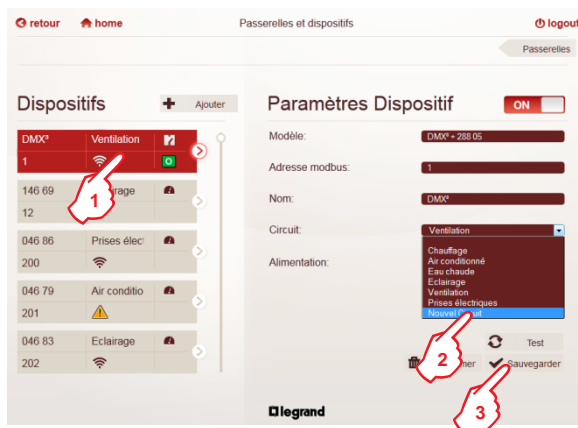 retour home Passerelles et dispositifs logout
Passerelles
Dispositifs
Ajouter
DMX³ Ventilation
1
1
146 69
12
046 86 Prises élec
200
046 79 Air conditio
201
046 83 Eclairage
202
Paramètres Dispositif
ON
Modèle: DMX³ + 288 05
Adresse modbus: 1
Nom: DMX³
Circuit: Ventilation
Alimentation:
Chauffage
Air conditionné
Eau chaude
Eclairage
Ventilation
Prises électriques
2
Test
Sauvegarder
3
legrand